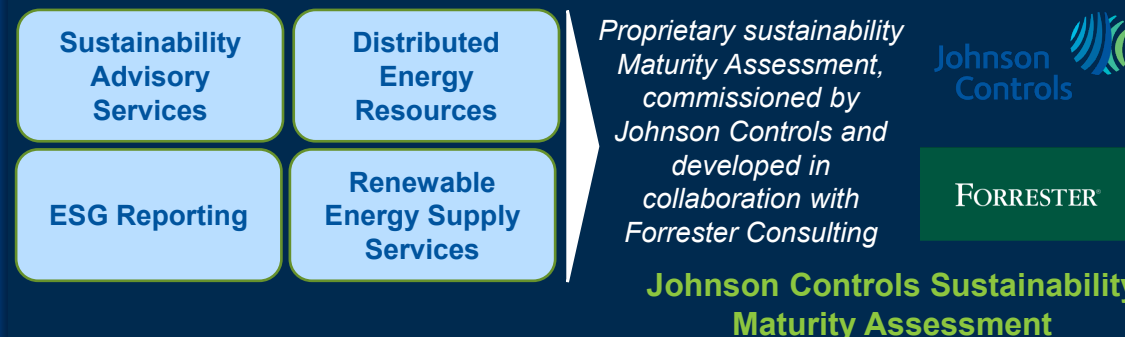 Sustainability
Advisory
Services
Distributed
Energy
Resources
ESG Reporting
Renewable
Energy Supply
Services
Proprietary sustainability
Maturity Assessment,
commissioned by
Johnson Controls and
developed in
collaboration with
Forrester Consulting
Johnson
Controls
FORRESTER®
Johnson Controls Sustainability
Maturity Assessment